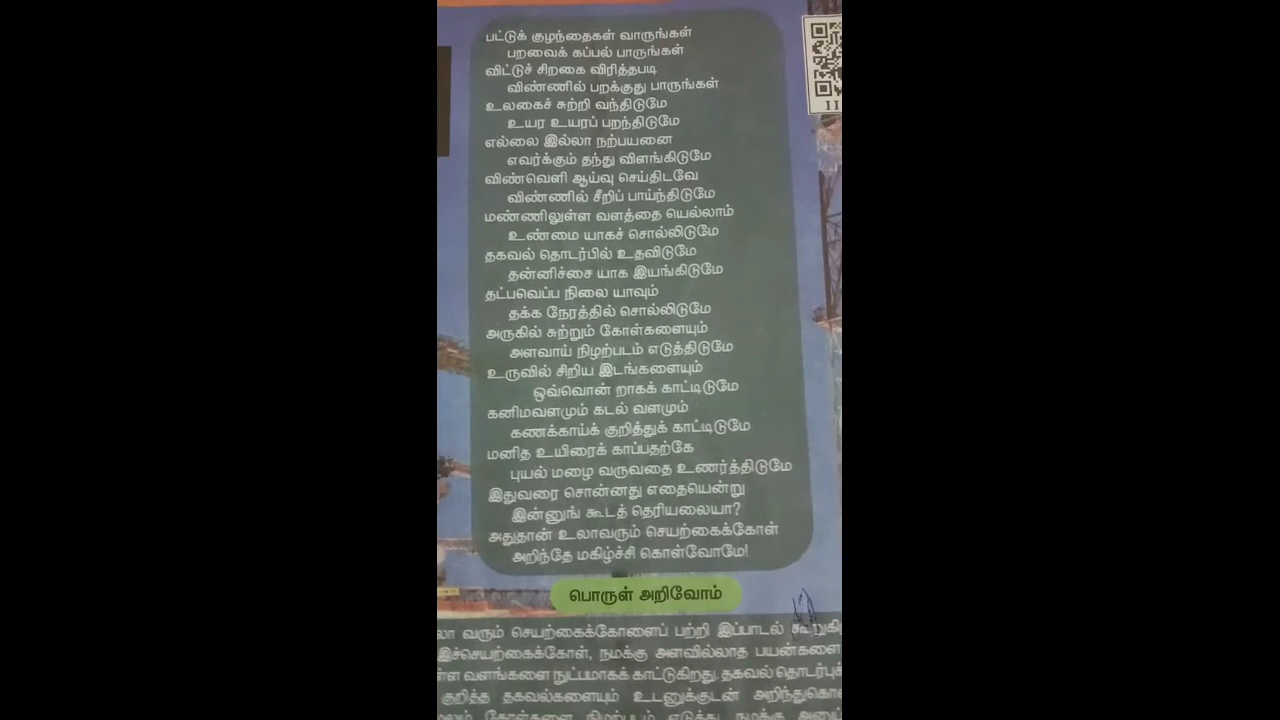 பட்டுக் குழந்தைகள் வாருங்கள்
பறவைக் கப்பல் பாருங்கள்
விட்டுச் சிறகை விரித்தபடி
விண்ணில் பறக்குது பாருங்கள்
உலகைச் சுற்றி வந்திடுமே
உயர உயரப் பறந்திடுமே
எல்லை இல்லா நற்பயனை
எவர்க்கும் தந்து விளங்கிடுமே
விண்வெளி ஆய்வு செய்திடவே
விண்ணில் சீறிப் பாய்ந்திடுமே
மண்ணிலுள்ள வளத்தை யெல்லாம்
உண்மை யாகச் சொல்லிடுமே
தகவல் தொடர்பில் உதவிடுமே
தன்னிச்சை யாக இயங்கிடுமே
தட்பவெப்ப நிலை யாவும்
தக்க நேரத்தில் சொல்லிடுமே
அருகில் சுற்றும் கோள்களையும்
அளவாய் நிழற்படம் எடுத்திடுமே
உருவில் சிறிய இடங்களையும்
ஒவ்வொன் றாகக் காட்டிடுமே
கனிமவளமும் கடல் வளமும்
கணக்காய்க் குறித்துக் காட்டிடுமே
மனித உயிரைக் காப்பதற்கே
புயல் மழை வருவதை உணர்த்திடுமே
இதுவரை சொன்னது எதையென்று
இன்னுங் கூடத் தெரியலையா?
அதுதான் உலாவரும் செயற்கைக்கோள்
அறிந்தே மகிழ்ச்சி கொள்வோமே!
பொருள் அறிவோம்
வரும் செயற்கைக்கோளைப் பற்றி இப்பாடல்
இச்செயற்கைக்கோள், நமக்கு அளவில்லாத பயன்களை
வளங்களை நுட்பமாகக் காட்டுகிறது. தகவல்
குறித்த தகவல்களையும் உடனுக்குடன்
கோள்களை நிழற்படம் எடுத்து நமக்கு